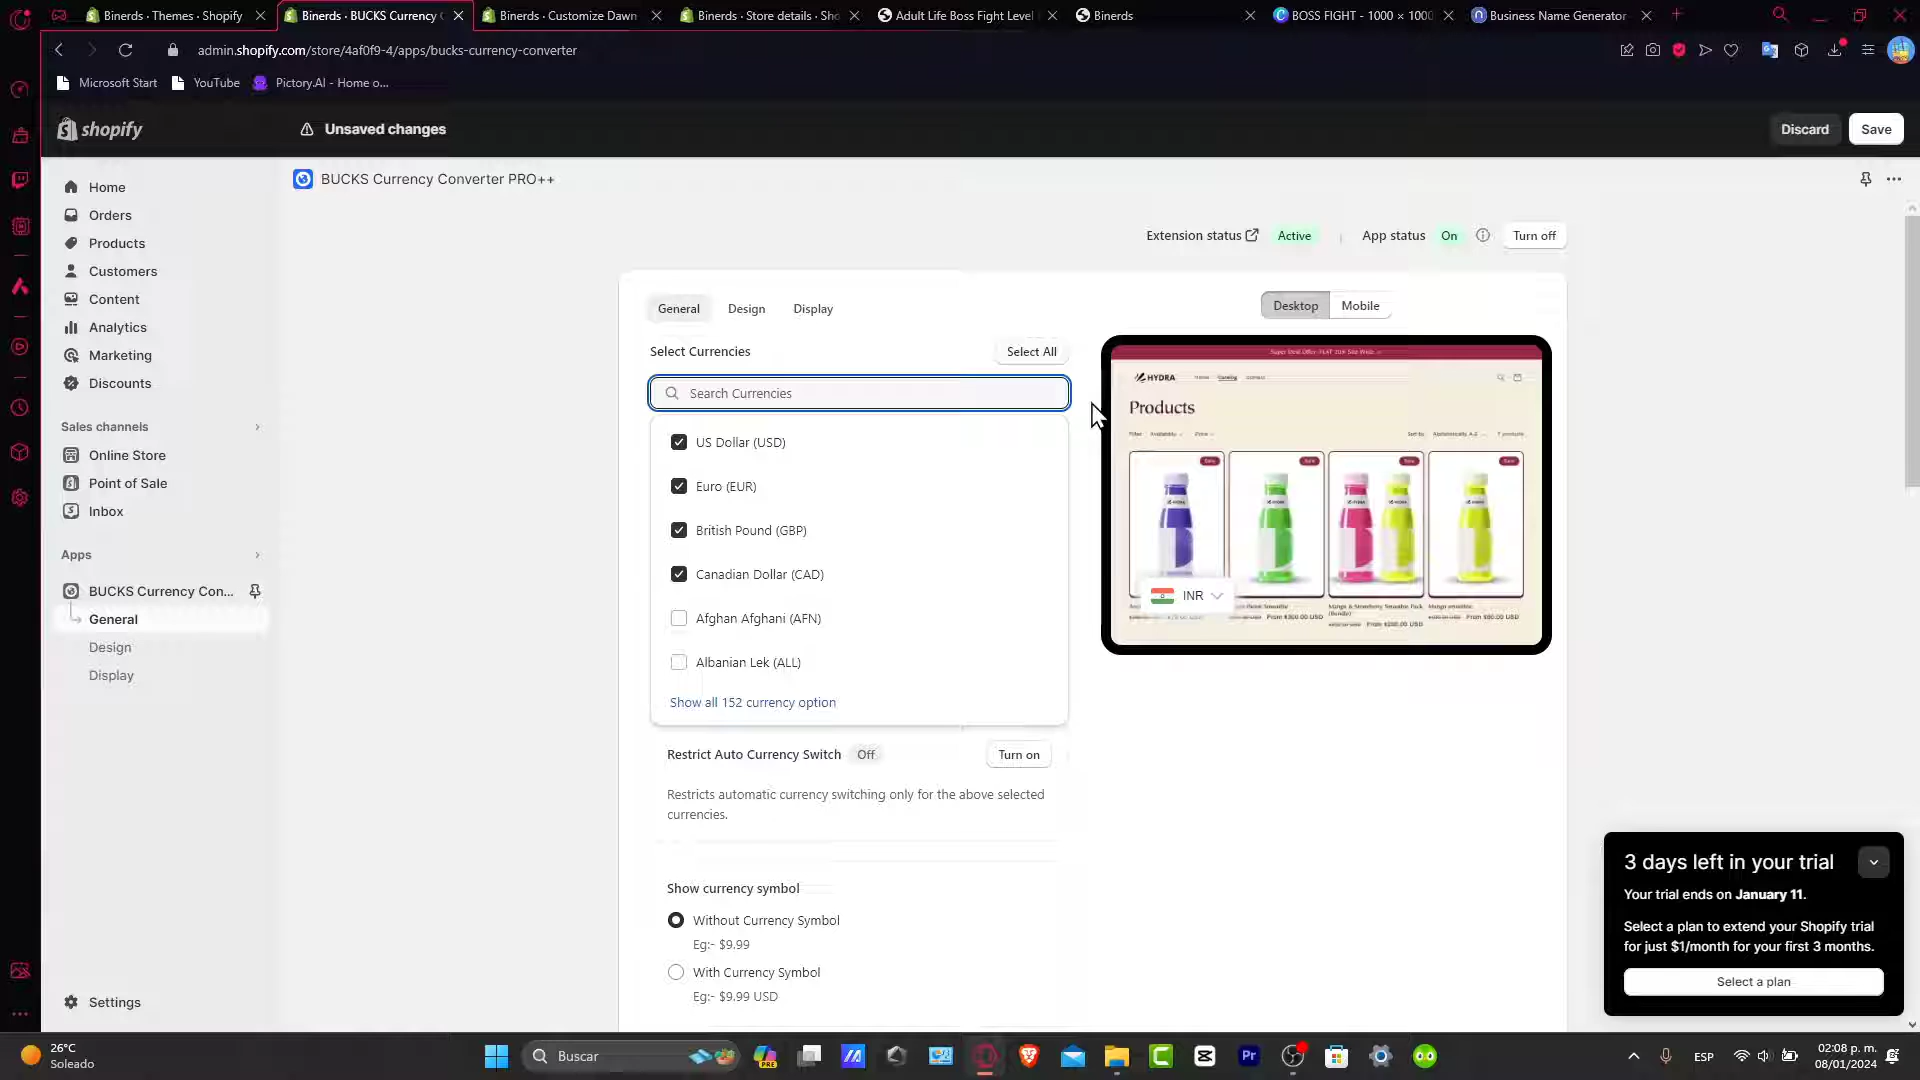 Binerds · Themes · Shopify
Binerds · BUCKS Currency C
Binerds · Customize Dawn
Binerds · Store details · Sho
Adult Life Boss Fight Level
Binerds
BOSS FIGHT - 1000 × 1000
Business Name Generator
admin.shopify.com/store/4af0f9-4/apps/bucks-currency-converter
Microsoft Start
YouTube
Pictory.AI - Home o...
shopify
Unsaved changes
Discard
Save
Home
Orders
Products
Customers
Content
Analytics
Marketing
Discounts
Sales channels
Online Store
Point of Sale
Inbox
Apps
BUCKS Currency Con...
General
Design
Display
Settings
BUCKS Currency Converter PRO++
Extension status
Active
App status
On
Turn off
General
Design
Display
Desktop
Mobile
Select Currencies
Select All
Search Currencies
US Dollar (USD)
Euro (EUR)
British Pound (GBP)
Canadian Dollar (CAD)
Afghan Afghani (AFN)
Albanian Lek (ALL)
Show all 152 currency option
Restrict Auto Currency Switch
Off
Turn on
Restricts automatic currency switching only for the above selected
currencies.
Show currency symbol
Without Currency Symbol
Eg:- $9.99
With Currency Symbol
Eg:- $9.99 USD
HYDRA
Products
INR
3 days left in your trial
Your trial ends on January 11.
Select a plan to extend your Shopify trial
for just $1/month for your first 3 months.
Select a plan
26°C
Soleado
Buscar
PRE
Pr
ESP
02:08 p. m.
08/01/2024